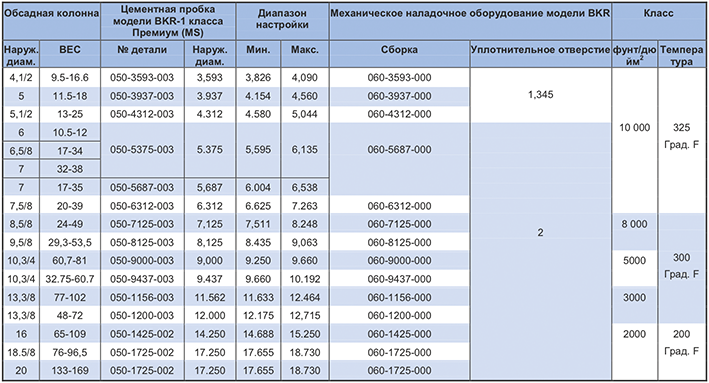 Обсадная колонна Цементная пробка модели BKR-1 класса Премиум (MS) Диапазон настройки Механическое наладочное оборудование модели BKR Класс
Наруж. диам. ВЕС № детали Наруж. диам. Мин. Макс. Сборка Уплотнительное отверстие фунт/дюйм² Температура
4,1/2 9.5-16.6 050-3593-003 3,593 3,826 4,090 060-3593-000 1,345 10 000 325 Град. F
5 11.5-18 050-3937-003 3.937 4.154 4,560 060-3937-000
5,1/2 13-25 050-4312-003 4.312 4.580 5,044 060-4312-000
6 10.5-12 050-5375-003 5.375 5,595 6,135 060-5687-000 2
6,5/8 17-34
7 32-38
7 17-35 050-5687-003 5,687 6.004 6,538
7,5/8 20-39 050-6312-003 6.312 6.625 7.263 060-6312-000
8,5/8 24-49 050-7125-003 7,125 7,511 8.248 060-7125-000 8 000 300 Град. F
9,5/8 29,3-53,5 050-8125-003 8,125 8.435 9,063 060-8125-000
10,3/4 60,7-81 050-9000-003 9,000 9.250 9.660 060-9000-000 5000
10,3/4 32.75-60.7 050-9437-003 9.437 9.660 10.192 060-9437-000
13,3/8 77-102 050-1156-003 11.562 11.633 12.464 060-1156-000 3000
13,3/8 48-72 050-1200-003 12.000 12.175 12,715 060-1200-000
16 65-109 050-1425-002 14.250 14.688 15.250 060-1425-000 2000 200 Град. F
18.5/8 76-96,5 050-1725-002 17.250 17.655 18.730 060-1725-000
20 133-169 050-1725-002 17.250 17.655 18.730 060-1725-000